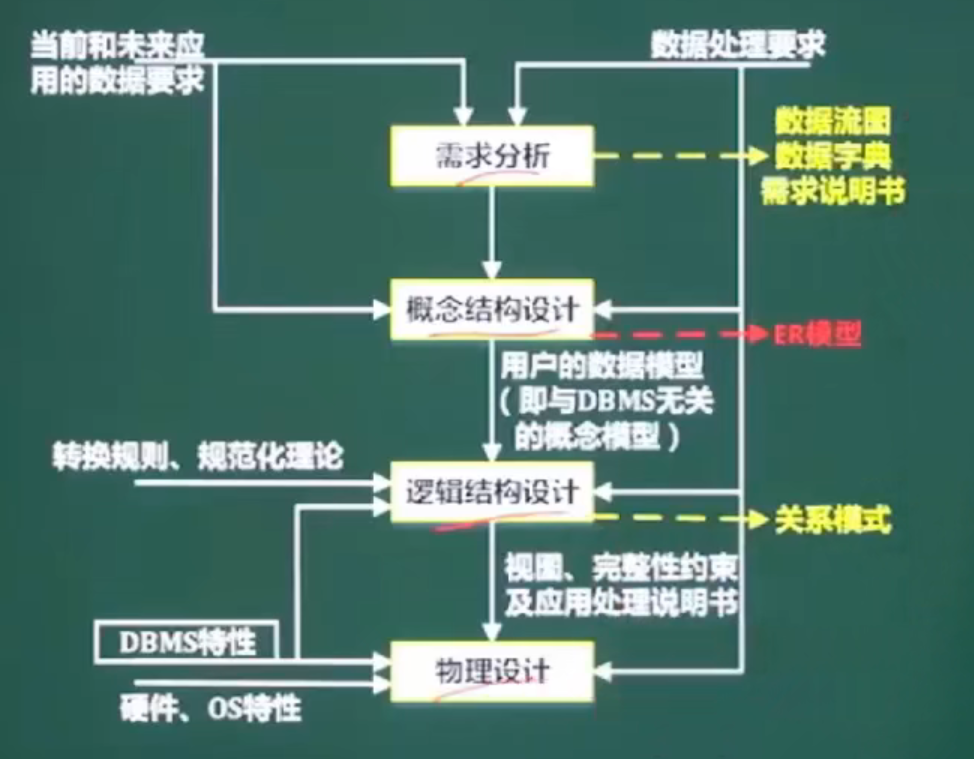 当前和未来应
用的数据要求
数据处理要求
需求分析
数据流图
数据字典
需求说明书
概念结构设计
ER模型
用户的数据模型
（即与DBMS无关
的概念模型）
转换规则、规范化理论
逻辑结构设计
关系模式
视图、完整性约束
及应用处理说明书
DBMS特性
物理设计
硬件、OS特性